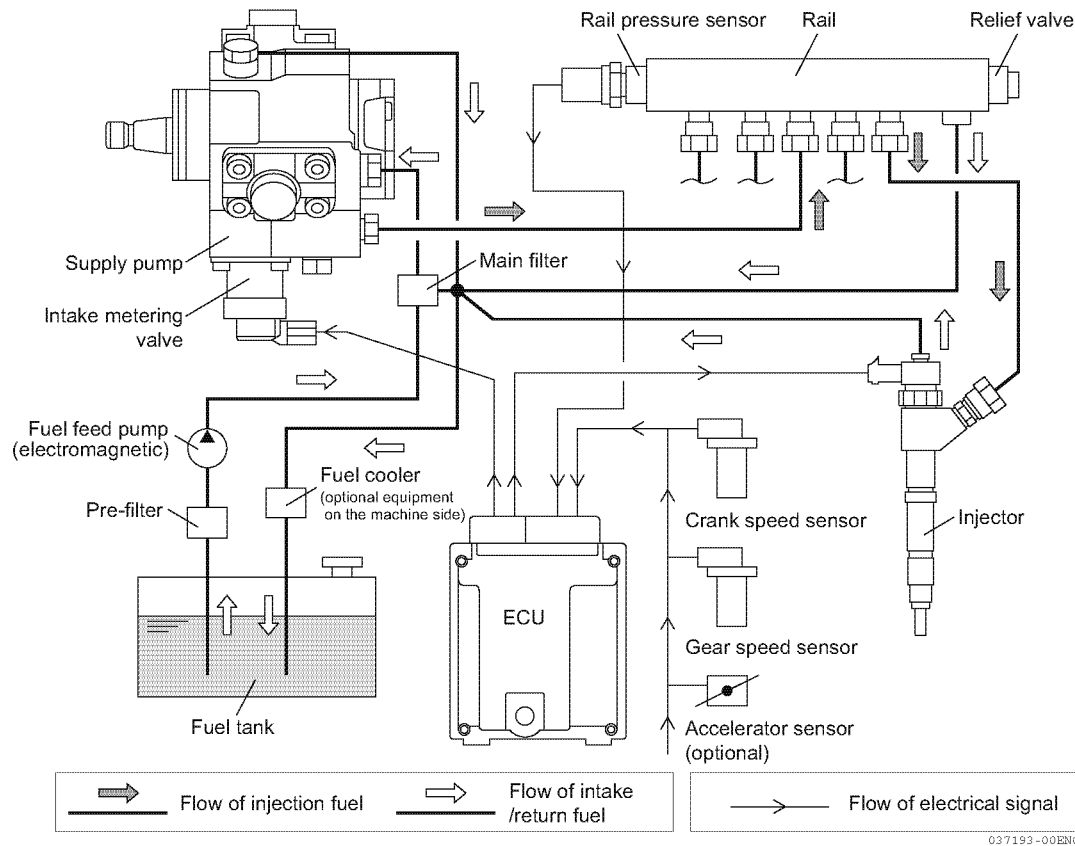 Rail pressure sensor
Rail
Relief valve
Supply pump
Main filter
Intake metering
valve
Fuel feed pump
(electromagnetic)
Fuel cooler
(optional equipment
on the machine side)
Pre-filter
Crank speed sensor
Injector
ECU
Gear speed sensor
Fuel tank
Accelerator sensor
(optional)
Flow of injection fuel
Flow of intake
/return fuel
Flow of electrical signal
037193-00EN